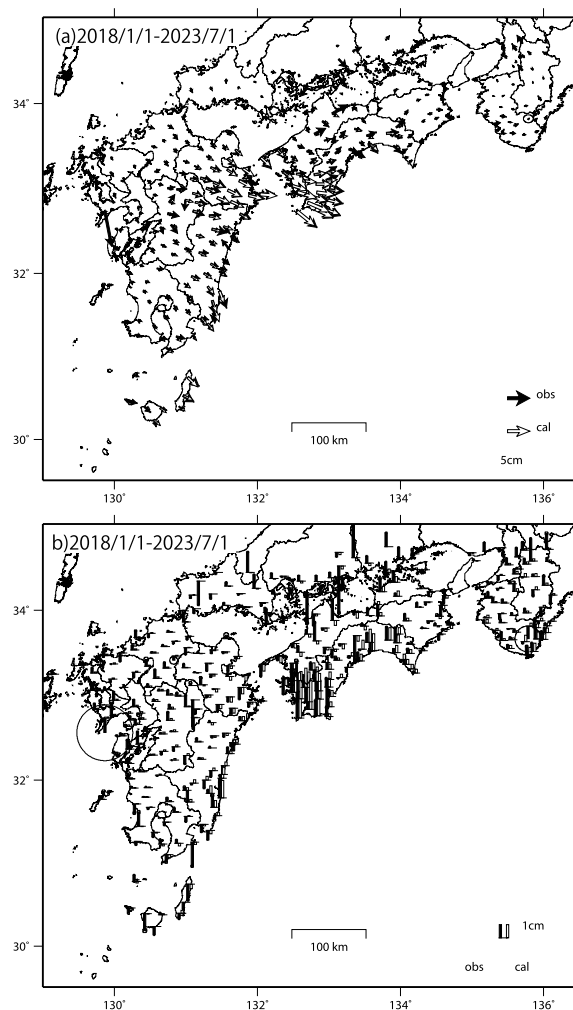 (a)2018/1/1-2023/7/1
34˚
32˚
30˚
obs
cal
5cm
100 km
130˚ 132˚ 134˚ 136˚
b)2018/1/1-2023/7/1
34˚
32˚
30˚
1cm
obs cal
100 km
130˚ 132˚ 134˚ 136˚